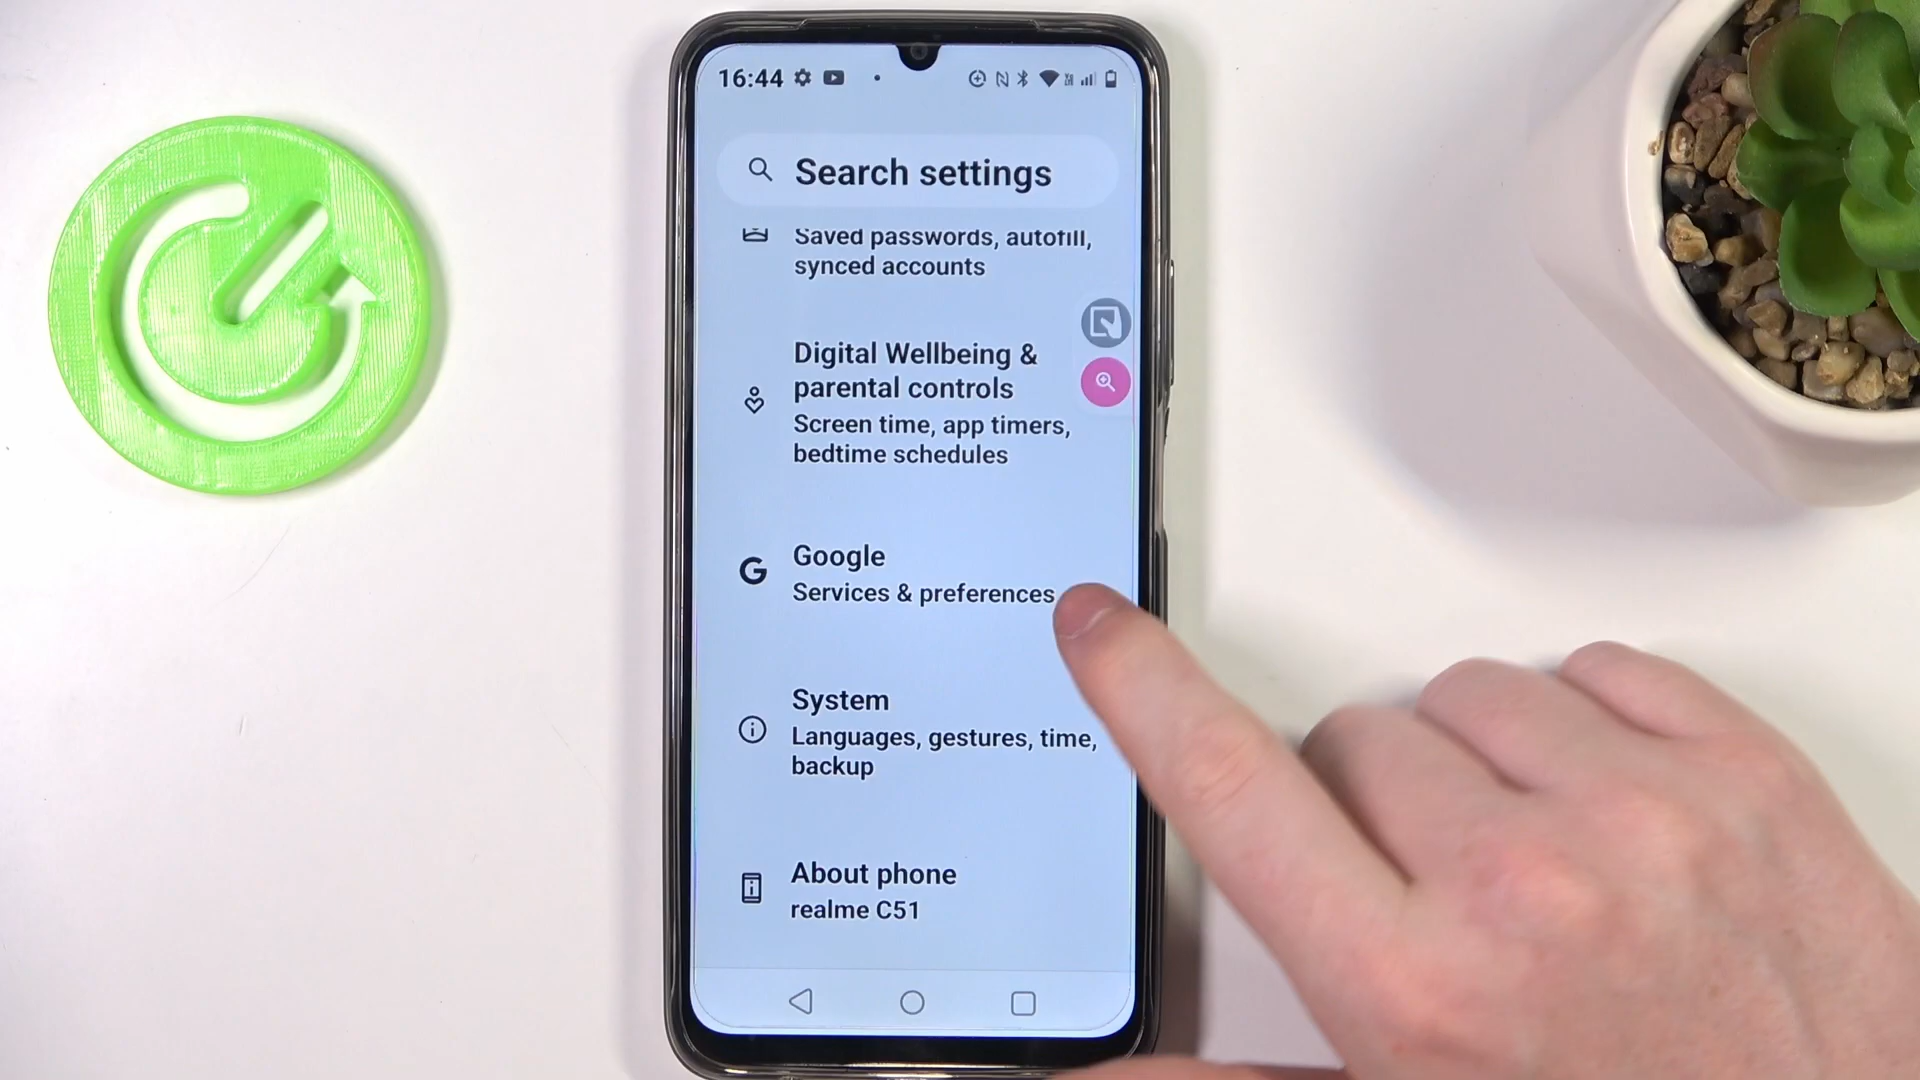 16:44
Search settings
Saved passwords, autofill,
synced accounts
Digital Wellbeing &
parental controls
Screen time, app timers,
bedtime schedules
Google
Services & preferences
System
Languages, gestures, time,
backup
About phone
realme C51